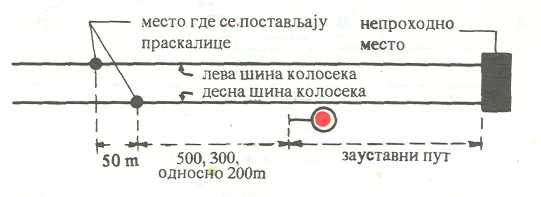 место где се постављају
праскалице
непроходно
место
лева шина колосека
десна шина колосека
50 m
500, 300,
односно 200m
зауставни пут